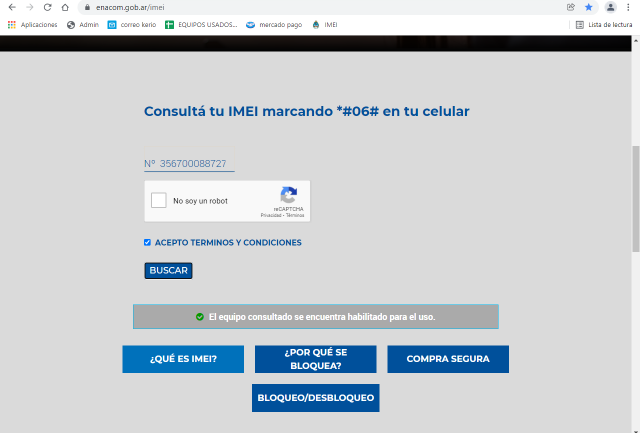 enacom.gob.ar/imei
Aplicaciones
Admin
correo kerio
EQUIPOS USADOS...
mercado pago
IMEI
Lista de lectura
Consultá tu IMEI marcando *#06# en tu celular
Nº 356700088727
No soy un robot
reCAPTCHA
Privacidad - Términos
ACEPTO TERMINOS Y CONDICIONES
BUSCAR
El equipo consultado se encuentra habilitado para el uso.
¿QUÉ ES IMEI?
¿POR QUÉ SE
BLOQUEA?
COMPRA SEGURA
BLOQUEO/DESBLOQUEO